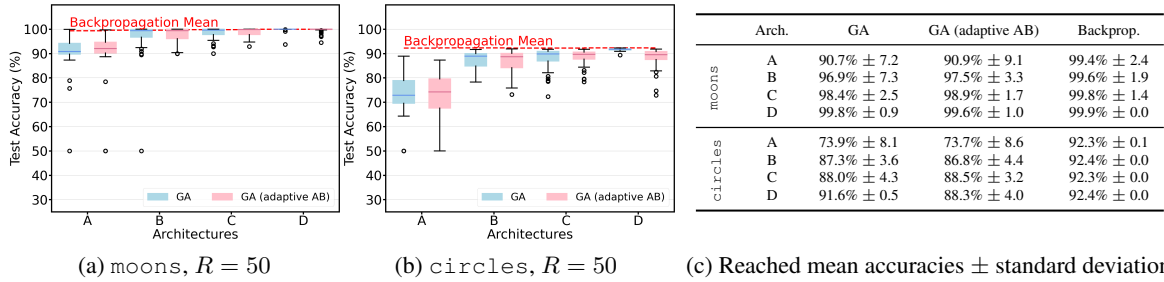 Backpropagation Mean
100
90
80
70
60
50
40
30
Test Accuracy (%)
GA
GA (adaptive AB)
A B C D
Architectures
(a) moons, R = 50
Backpropagation Mean
100
90
80
70
60
50
40
30
Test Accuracy (%)
GA
GA (adaptive AB)
A B C D
Architectures
(b) circles, R = 50
Arch. GA GA (adaptive AB) Backprop.
moons
A 90.7% ± 7.2 90.9% ± 9.1 99.4% ± 2.4
B 96.9% ± 7.3 97.5% ± 3.3 99.6% ± 1.9
C 98.4% ± 2.5 98.9% ± 1.7 99.8% ± 1.4
D 99.8% ± 0.9 99.6% ± 1.0 99.9% ± 0.0
circles
A 73.9% ± 8.1 73.7% ± 8.6 92.3% ± 0.1
B 87.3% ± 3.6 86.8% ± 4.4 92.4% ± 0.0
C 88.0% ± 4.3 88.5% ± 3.2 92.3% ± 0.0
D 91.6% ± 0.5 88.3% ± 4.0 92.4% ± 0.0
(c) Reached mean accuracies ± standard deviation